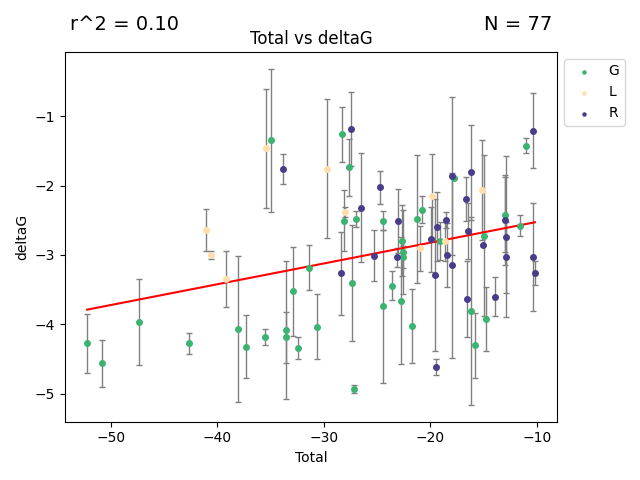 r^2 = 0.10
N = 77
Total vs deltaG
G
L
R
−1
−2
−3
−4
−5
deltaG
−50
−40
−30
−20
−10
Total